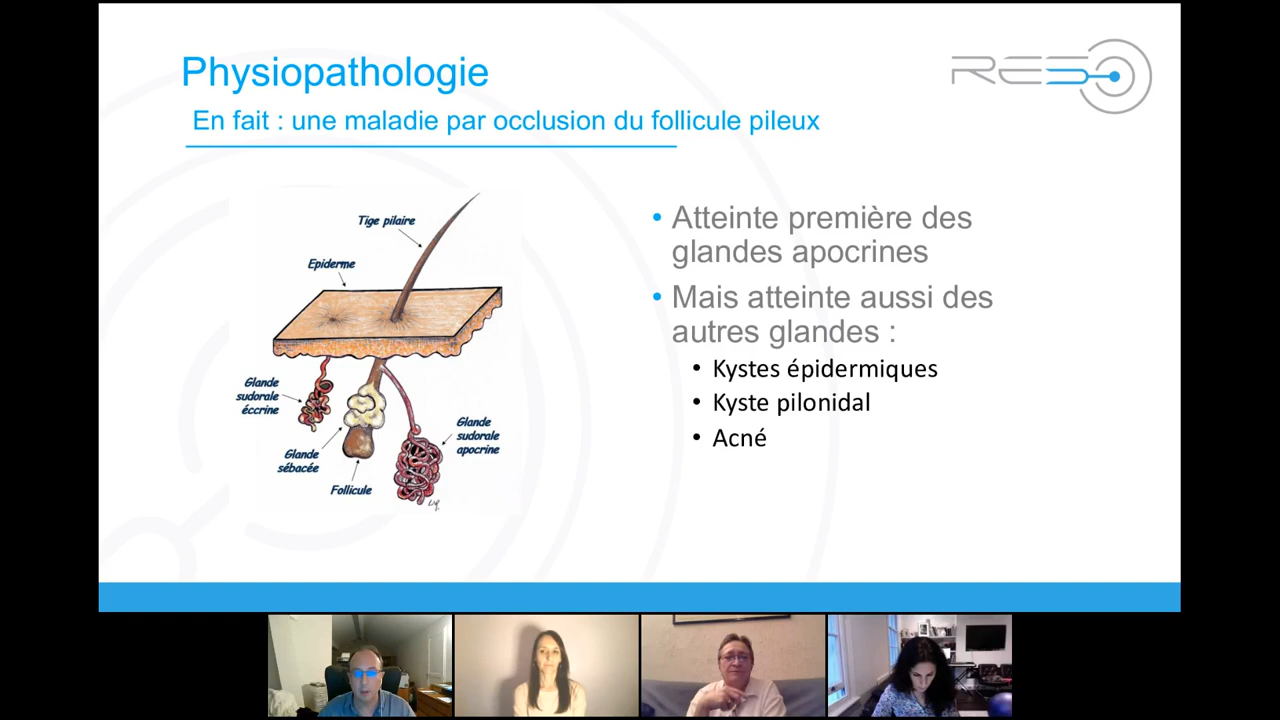 Physiopathologie
En fait : une maladie par occlusion du follicule pileux
RESO
Tige pilaire
Epiderme
Glande
sudorale
éccrine
Glande
sébacée
Follicule
Glande
sudorale
apocrine
• Atteinte première des
glandes apocrines
• Mais atteinte aussi des
autres glandes :
• Kystes épidermiques
• Kyste pilonidal
• Acné